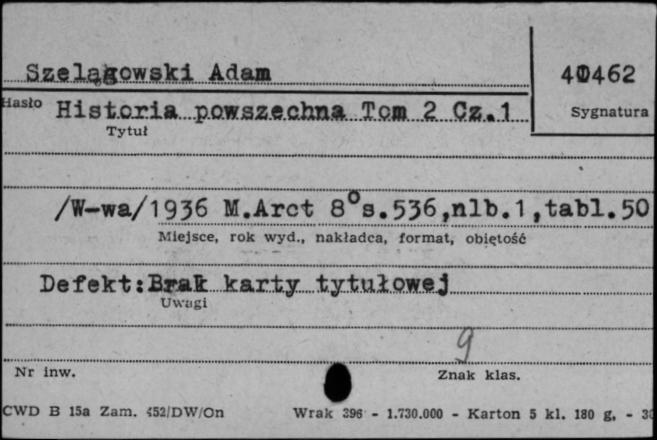 Szelągowski Adam
40462
Hasło
Historia powszechna Tom 2 Cz.1
Sygnatura
Tytuł
/W-wa/1936 M.Arct 8° s.536,nlb.1,tabl.50
Miejsce, rok wyd., nakładca, format, objętość
Defekt:Brak karty tytułowej
Uwagi
9
Nr inw.
Znak klas.
CWD B 15a Zam. 452/DW/On Wrak 396 - 1.730.000 - Karton 5 kl. 180 g. - 30